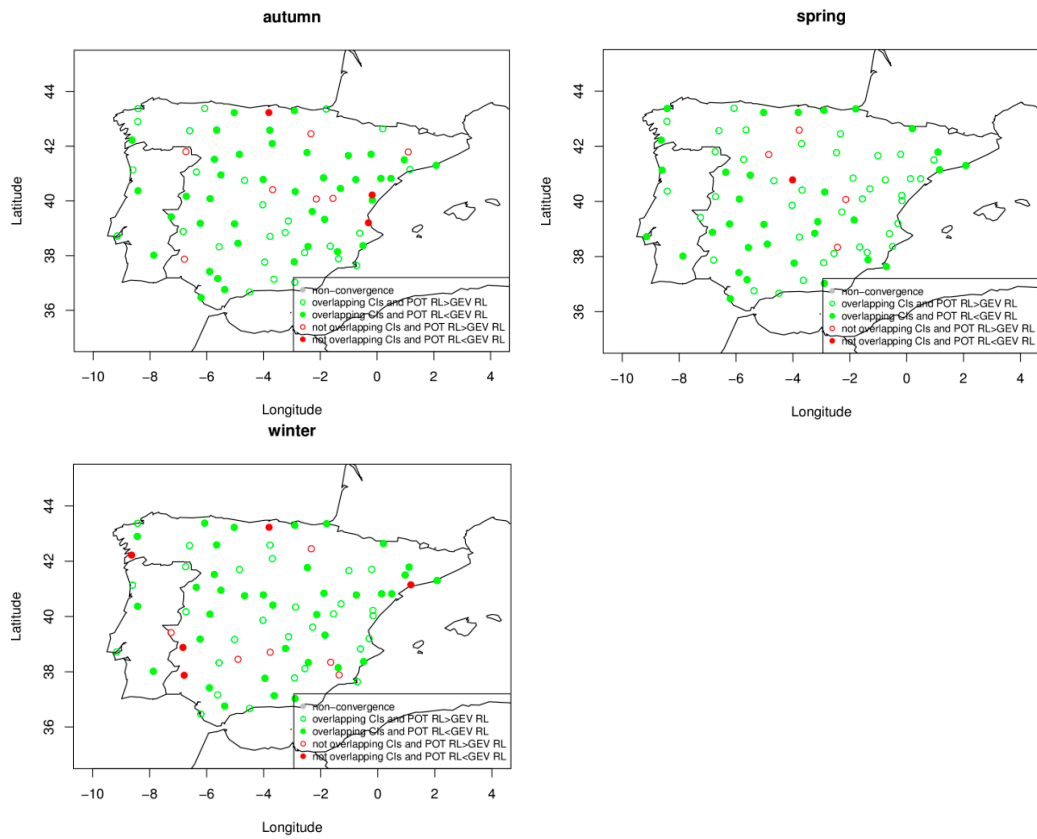 autumn
Latitude
44
42
40
38
36
non−convergence
overlapping CIs and POT RL>GEV RL
overlapping CIs and POT RL<GEV RL
not overlapping CIs and POT RL>GEV RL
not overlapping CIs and POT RL<GEV RL
−10 −8 −6 −4 −2 0 2 4
Longitude
spring
Latitude
44
42
40
38
36
non−convergence
overlapping CIs and POT RL>GEV RL
overlapping CIs and POT RL<GEV RL
not overlapping CIs and POT RL>GEV RL
not overlapping CIs and POT RL<GEV RL
−10 −8 −6 −4 −2 0 2 4
Longitude
winter
Latitude
44
42
40
38
36
non−convergence
overlapping CIs and POT RL>GEV RL
overlapping CIs and POT RL<GEV RL
not overlapping CIs and POT RL>GEV RL
not overlapping CIs and POT RL<GEV RL
−10 −8 −6 −4 −2 0 2 4
Longitude